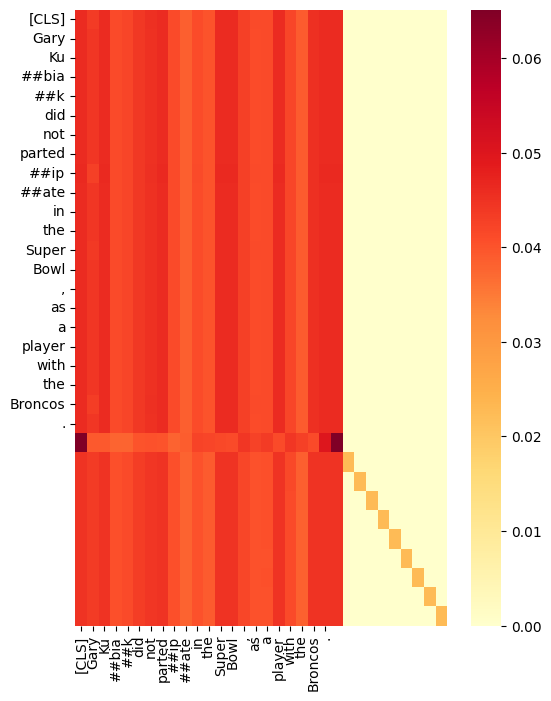 [CLS]
Gary
Ku
##bia
##k
did
not
parted
##ip
##ate
in
the
Super
Bowl
,
as
a
player
with
the
Broncos
.
0.06
0.05
0.04
0.03
0.02
0.01
0.00
[CLS]
Gary
Ku
##bia
##k
did
not
parted
##ip
##ate
in
the
Super
Bowl
,
as
a
player
with
the
Broncos
.